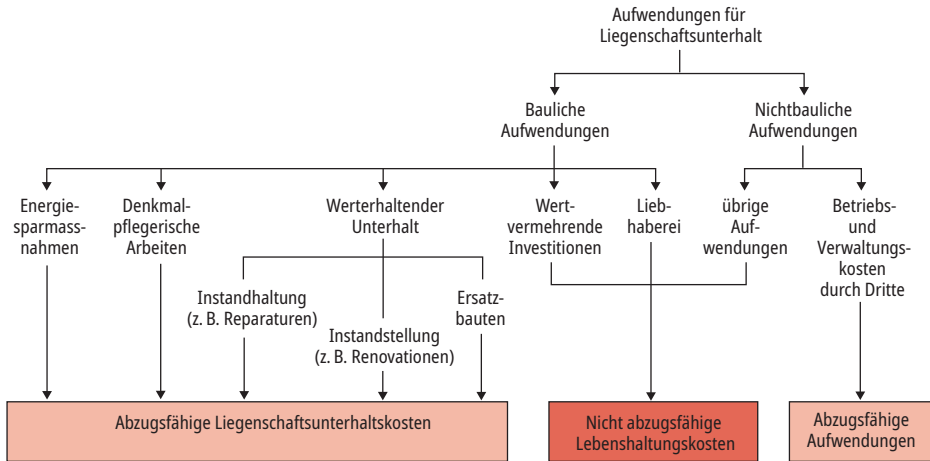 Aufwendungen für
Liegenschaftsunterhalt
Bauliche
Aufwendungen
Nichtbauliche
Aufwendungen
Energie-
sparmass-
nahmen
Denkmal-
pflegerische
Arbeiten
Werterhaltender
Unterhalt
Wert-
vermehrende
Investitionen
Lieb-
haberei
übrige
Auf-
wendungen
Betriebs-
und
Verwaltungs-
kosten
durch Dritte
Instandhaltung
(z. B. Reparaturen)
Instandstellung
(z. B. Renovationen)
Ersatz-
bauten
Abzugsfähige Liegenschaftsunterhaltskosten
Nicht abzugsfähige
Lebenshaltungskosten
Abzugsfähige
Aufwendungen